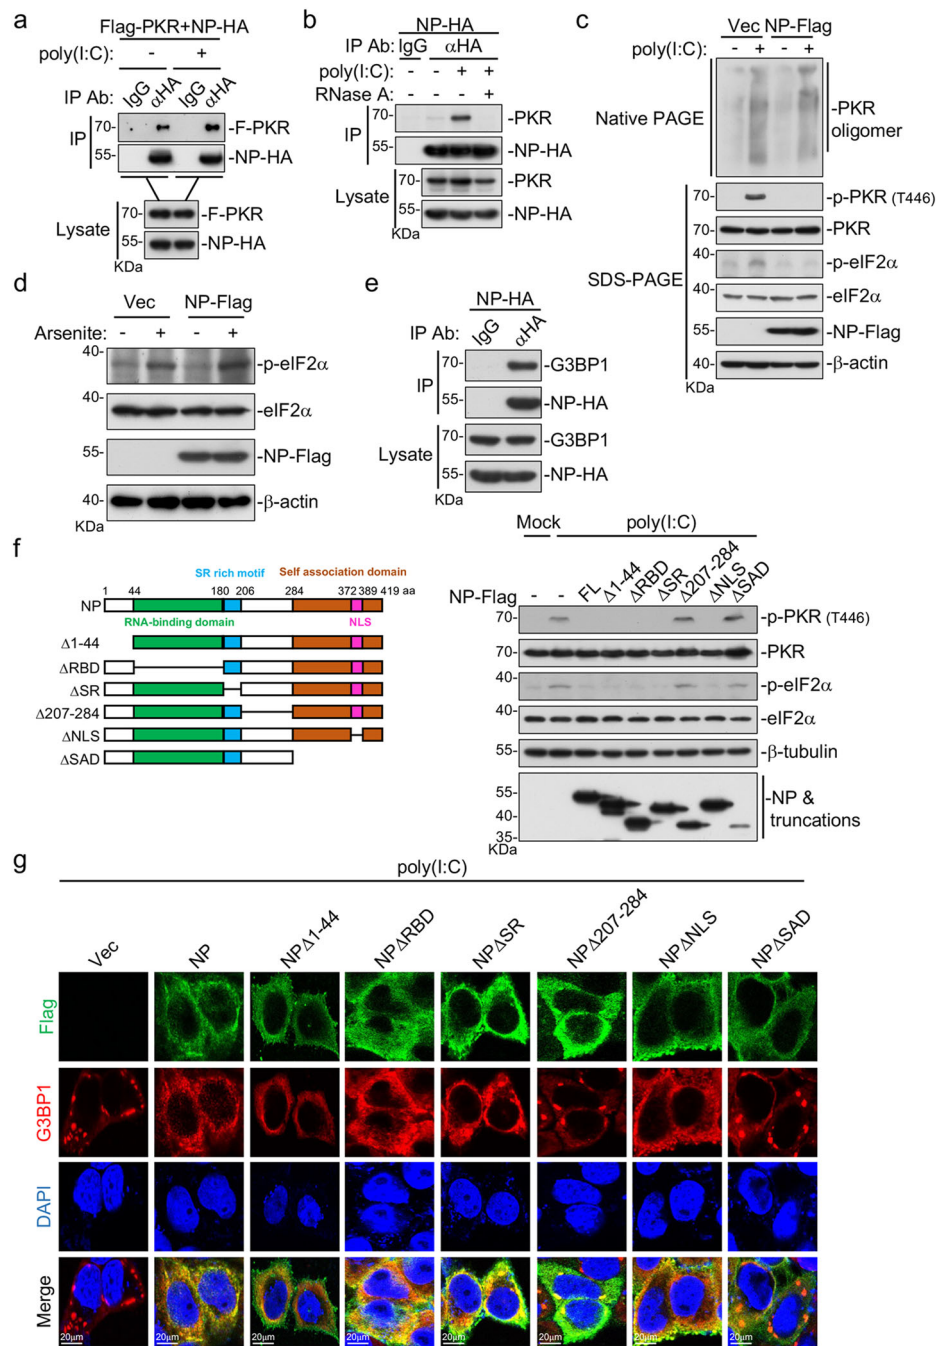 a
Flag-PKR+NP-HA
poly(I:C) - +
IP Ab: IgG αHA IgG αHA
IP
70- -F-PKR
55- -NP-HA
Lysate
70- -F-PKR
55- -NP-HA
KDa
b
NP-HA
IP Ab: IgG αHA
poly(I:C): - - + +
RNase A: - - - +
IP
70- -PKR
55- -NP-HA
Lysate
70- -PKR
55- -NP-HA
KDa
c
Vec NP-Flag
poly(I:C): - + - +
Native PAGE
-PKR
oligomer
SDS-PAGE
70- -p-PKR (T446)
70- -PKR
40- -p-eIF2α
40- -eIF2α
55- -NP-Flag
40- -β-actin
KDa
d
Vec NP-Flag
Arsenite: - + - +
40- -p-eIF2α
40- -eIF2α
55- -NP-Flag
40- -β-actin
KDa
e
NP-HA
IP Ab: IgG αHA
IP
70- -G3BP1
55- -NP-HA
Lysate
70- -G3BP1
55- -NP-HA
KDa
f
SR rich motif Self association domain
1 44 180 206 284 372 389 419 aa
NP
RNA-binding domain NLS
Δ1-44
ΔRBD
ΔSR
Δ207-284
ΔNLS
ΔSAD
Mock poly(I:C)
NP-Flag - - FL Δ1-44 ΔRBD ΔSR Δ207-284 ΔNLS ΔSAD
70- -p-PKR (T446)
70- -PKR
40- -p-eIF2α
40- -eIF2α
55- -β-tubulin
55-
40-
35-
-NP &
truncations
KDa
g
poly(I:C)
Vec NP NPΔ1-44 NPΔRBD NPΔSR NPΔ207-284 NPΔNLS NPΔSAD
Flag
G3BP1
DAPI
Merge
20μm 20μm 20μm 20μm 20μm 20μm 20μm 20μm